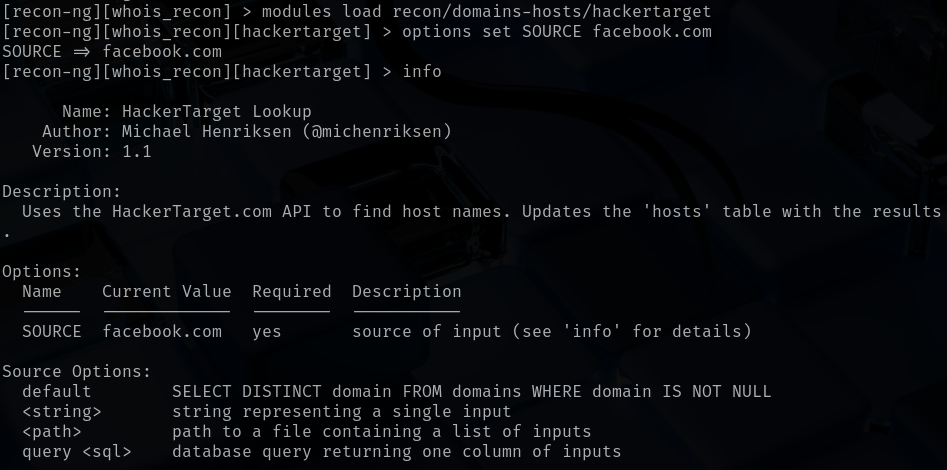 [recon-ng][whois_recon] > modules load recon/domains-hosts/hackertarget
[recon-ng][whois_recon][hackertarget] > options set SOURCE facebook.com
SOURCE ⇒ facebook.com
[recon-ng][whois_recon][hackertarget] > info
Name: HackerTarget Lookup
Author: Michael Henriksen (@michenriksen)
Version: 1.1
Description:
Uses the HackerTarget.com API to find host names. Updates the 'hosts' table with the results
.
Options:
Name Current Value Required Description
SOURCE facebook.com yes source of input (see 'info' for details)
Source Options:
default SELECT DISTINCT domain FROM domains WHERE domain IS NOT NULL
<string> string representing a single input
<path> path to a file containing a list of inputs
query <sql> database query returning one column of inputs